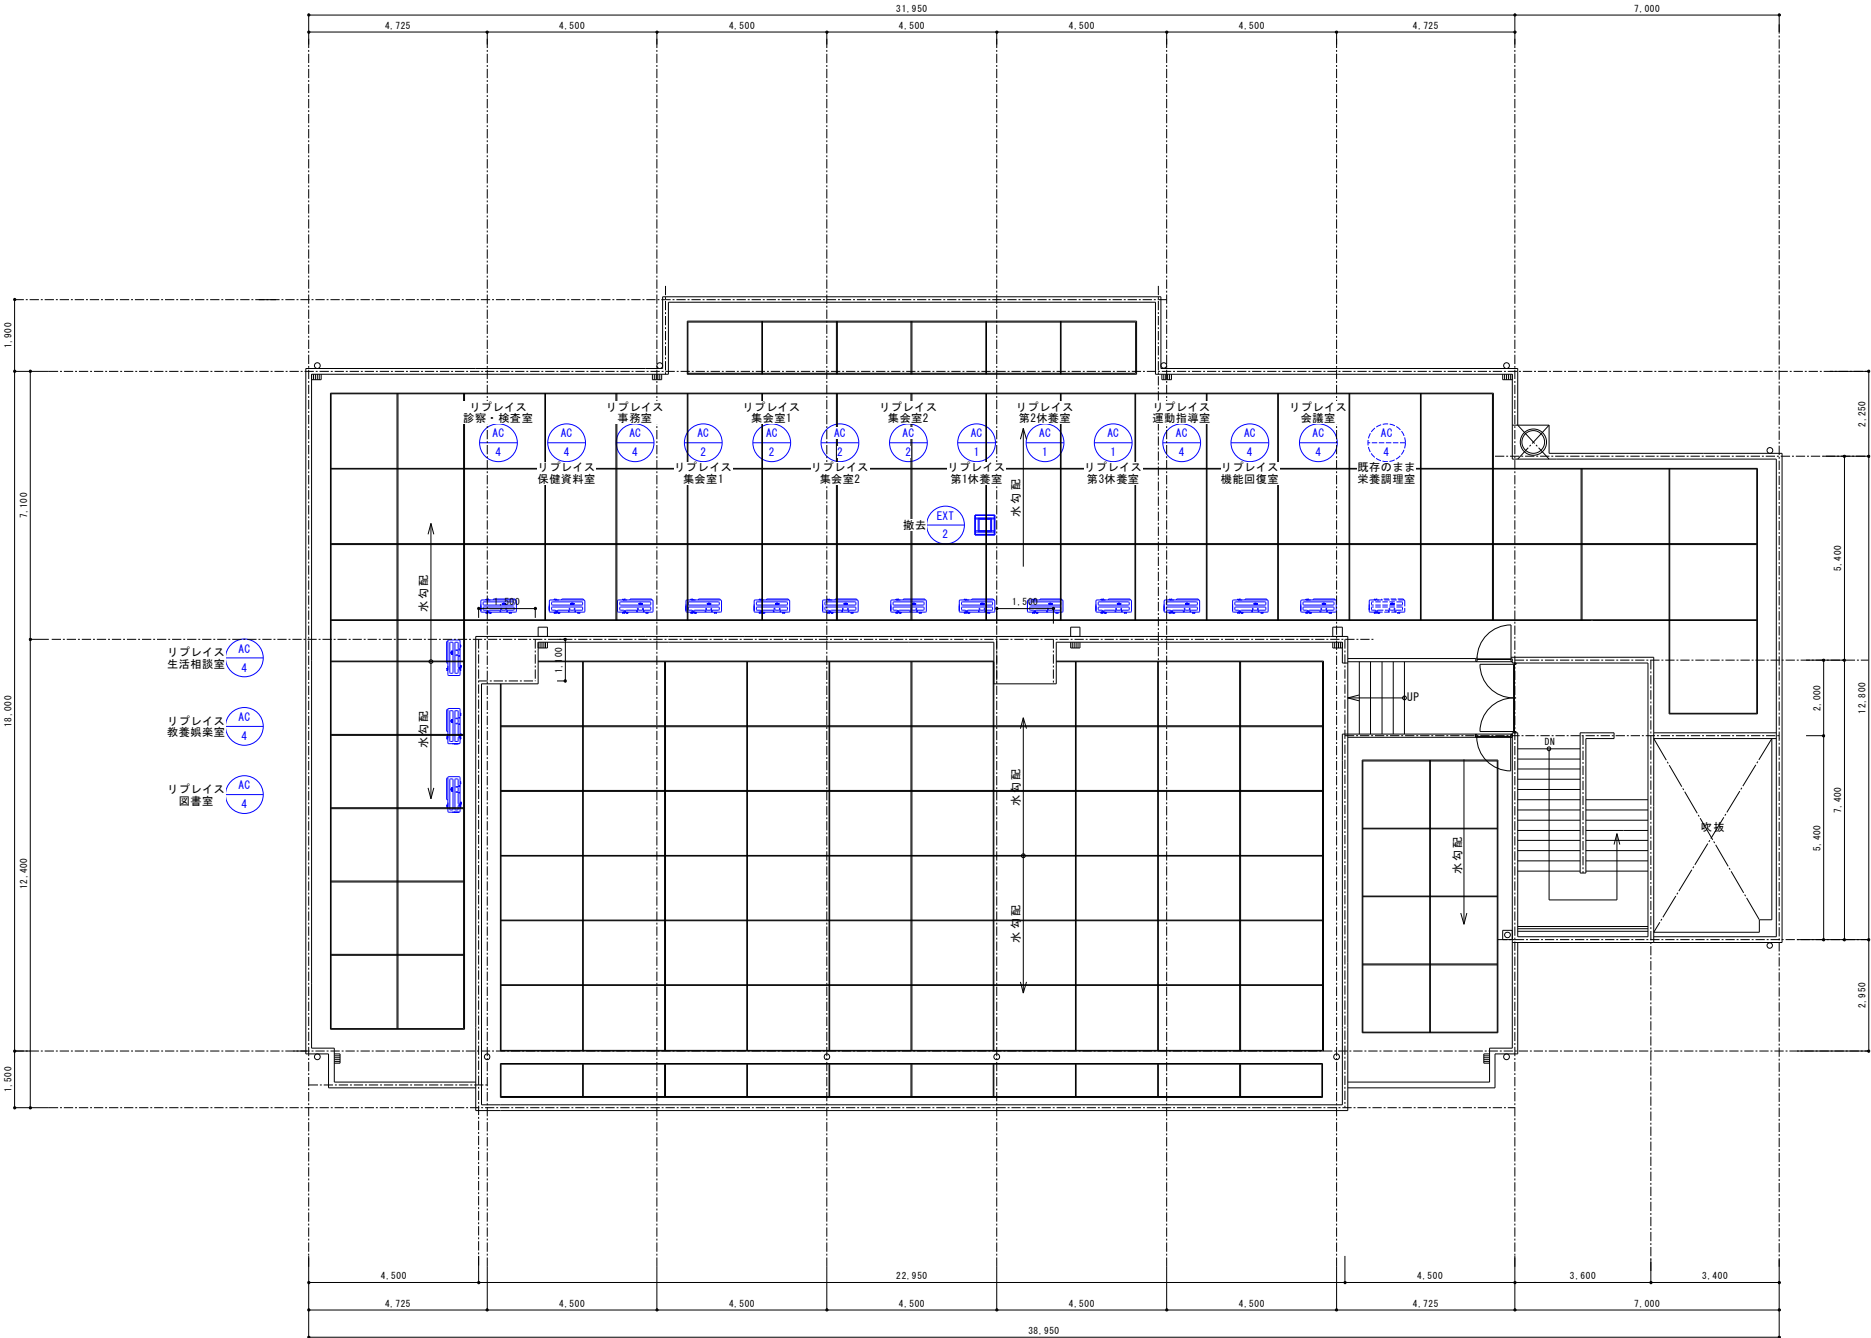 31,950
7,000
4,725
4,500
4,500
4,500
4,500
4,500
4,725
1,900
7,100
18,000
12,400
1,500
2,250
5,400
12,800
2,000
7,400
5,400
2,950
リプレイス
診察・検査室
リプレイス
事務室
リプレイス
集会室1
リプレイス
集会室2
リプレイス
第2休養室
リプレイス
運動指導室
リプレイス
会議室
AC
4
AC
4
AC
4
AC
2
AC
2
AC
2
AC
2
AC
1
AC
1
AC
1
AC
4
AC
4
AC
4
AC
4
リプレイス
保健資料室
リプレイス
集会室1
リプレイス
集会室2
リプレイス
第1休養室
リプレイス
第3休養室
リプレイス
機能回復室
既存のまま
栄養調理室
撤去
EXT
2
水勾配
水勾配
1,500
1,500
1,100
リプレイス
生活相談室
AC
4
リプレイス
教養娯楽室
AC
4
リプレイス
図書室
AC
4
水勾配
水勾配
水勾配
水勾配
UP
DN
吹抜
4,500
22,950
4,500
3,600
3,400
4,725
4,500
4,500
4,500
4,500
4,500
4,725
7,000
38,950